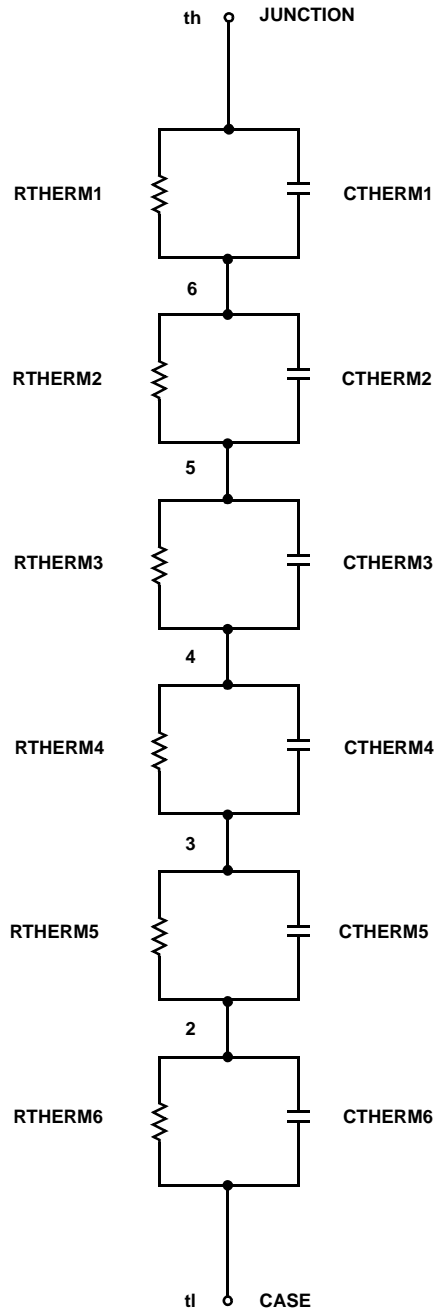 th JUNCTION
RTHERM1 CTHERM1
6
RTHERM2 CTHERM2
5
RTHERM3 CTHERM3
4
RTHERM4 CTHERM4
3
RTHERM5 CTHERM5
2
RTHERM6 CTHERM6
tl CASE